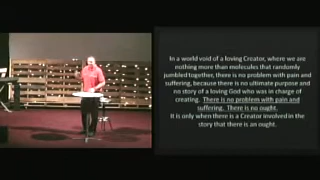 In a world void of a loving Creator, where we are
nothing more than molecules that randomly
jumbled together, there is no problem with pain and
suffering, because there is no ultimate purpose and
no story of a loving God who was in charge of
creating. There is no problem with pain and
suffering. There is no ought.
It is only when there is a Creator involved in the
story that there is an ought.